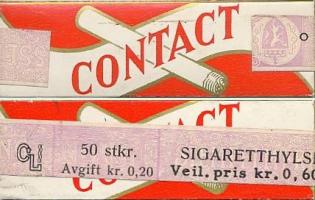 CONTACT
50 stkr. SIGARETTHYLS
Avgift kr. 0,20 Veil. pris kr. 0,60
CONTACT